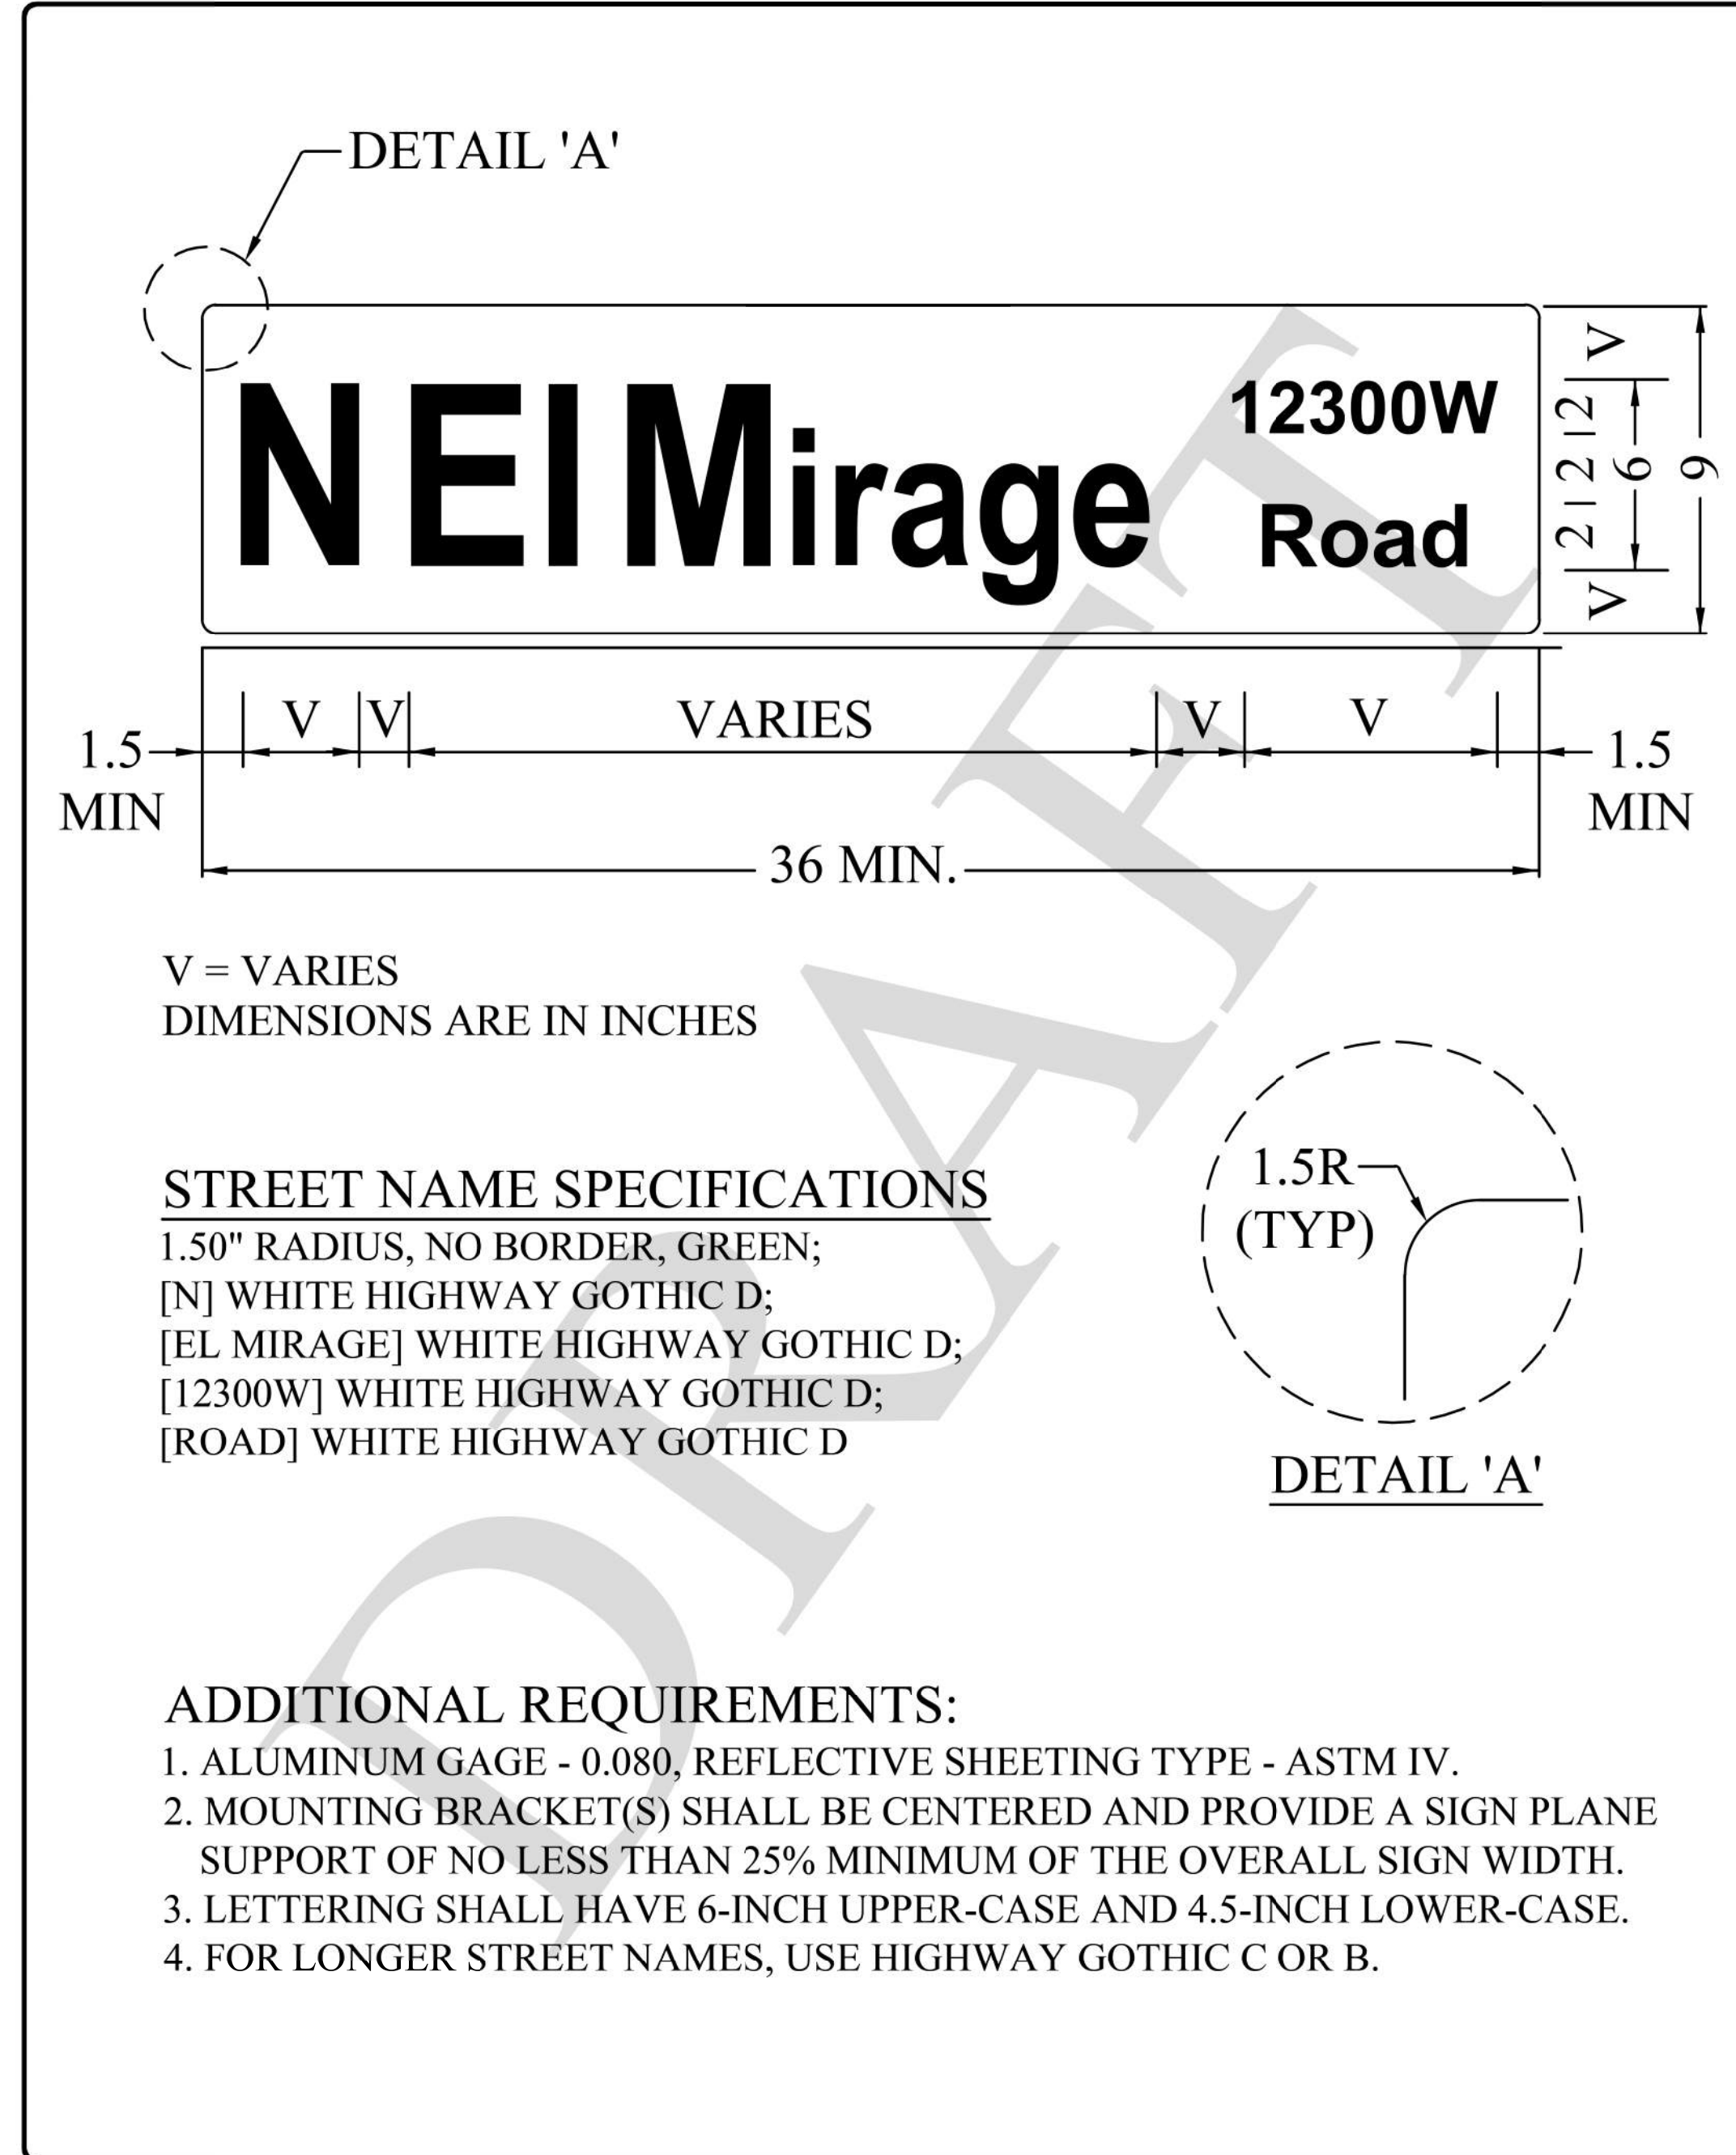 DETAIL 'A'
N El Mirage
12300W
Road
V
2 2 2
6
9
V
V V VARIES V V
1.5
MIN
1.5
MIN
36 MIN.
V = VARIES
DIMENSIONS ARE IN INCHES
STREET NAME SPECIFICATIONS
1.50" RADIUS, NO BORDER, GREEN;
[N] WHITE HIGHWAY GOTHIC D;
[EL MIRAGE] WHITE HIGHWAY GOTHIC D;
[12300W] WHITE HIGHWAY GOTHIC D;
[ROAD] WHITE HIGHWAY GOTHIC D
1.5R
(TYP)
DETAIL 'A'
ADDITIONAL REQUIREMENTS:
1. ALUMINUM GAGE - 0.080, REFLECTIVE SHEETING TYPE - ASTM IV.
2. MOUNTING BRACKET(S) SHALL BE CENTERED AND PROVIDE A SIGN PLANE
SUPPORT OF NO LESS THAN 25% MINIMUM OF THE OVERALL SIGN WIDTH.
3. LETTERING SHALL HAVE 6-INCH UPPER-CASE AND 4.5-INCH LOWER-CASE.
4. FOR LONGER STREET NAMES, USE HIGHWAY GOTHIC C OR B.
DRAFT